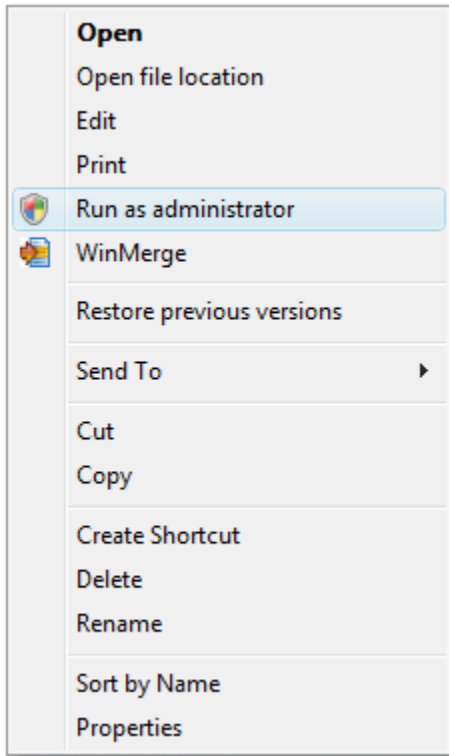 Open
Open file location
Edit
Print
Run as administrator
WinMerge
Restore previous versions
Send To
Cut
Copy
Create Shortcut
Delete
Rename
Sort by Name
Properties